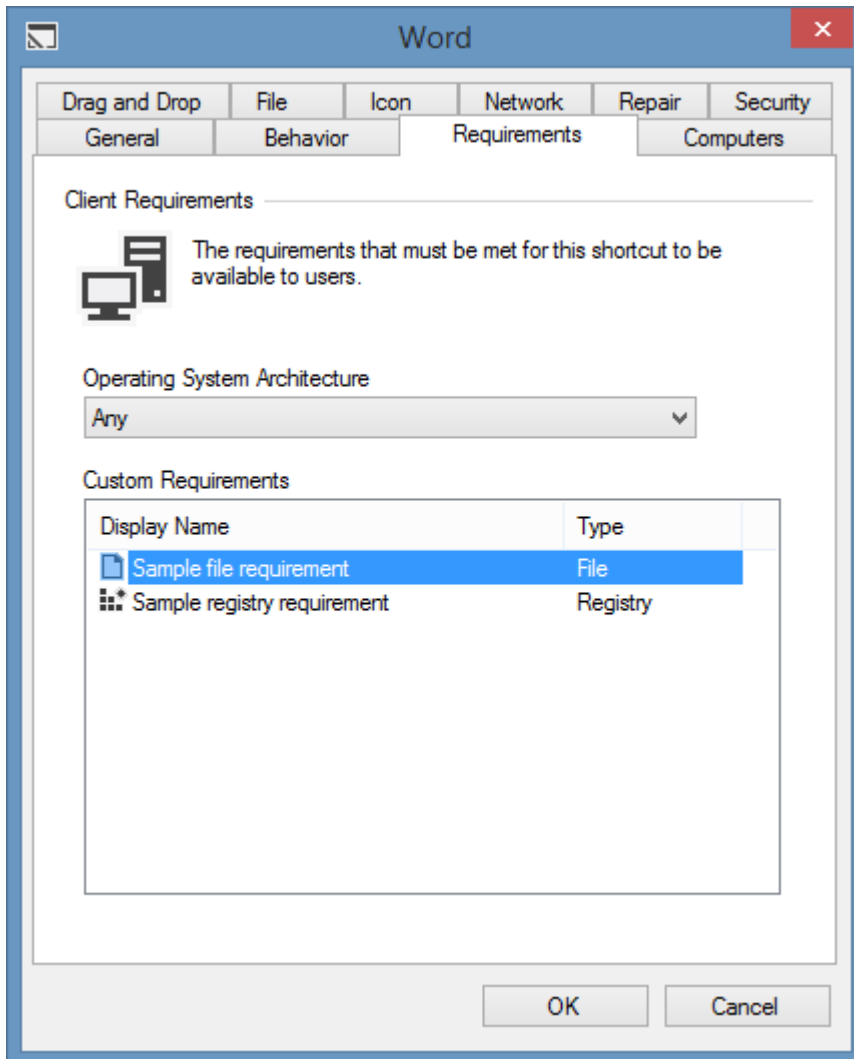 Word
Drag and Drop File Icon Network Repair Security
General Behavior Requirements Computers
Client Requirements
The requirements that must be met for this shortcut to be
available to users.
Operating System Architecture
Any
Custom Requirements
Display Name Type
Sample file requirement File
Sample registry requirement Registry
OK Cancel